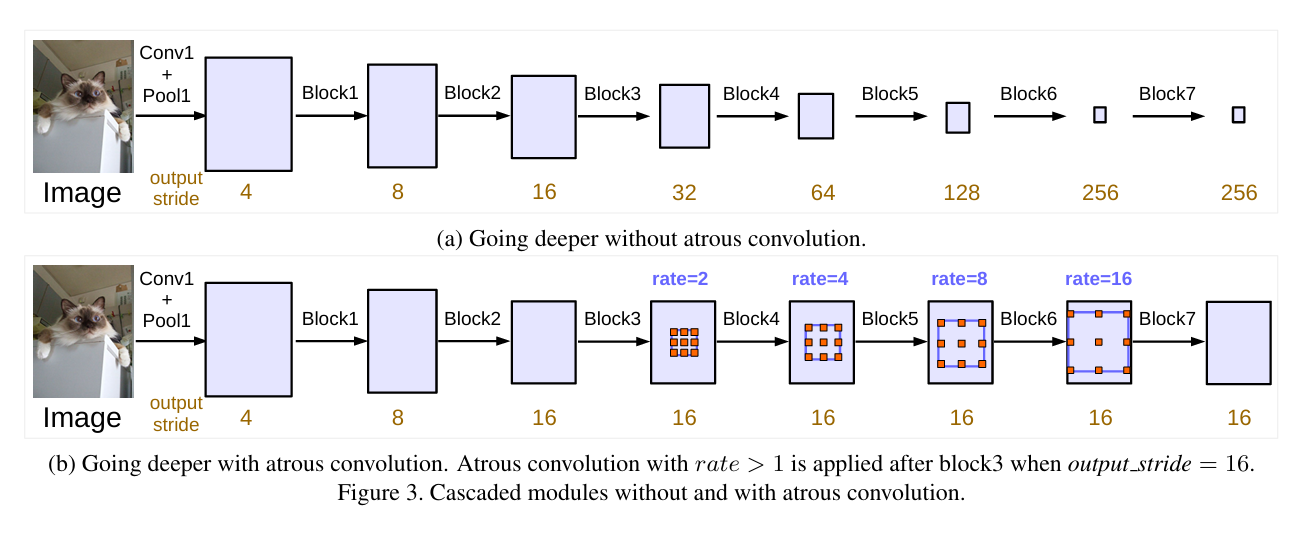 Conv1
+
Pool1
Block1
Block2
Block3
Block4
Block5
Block6
Block7
Image
output
stride
4
8
16
32
64
128
256
256
(a) Going deeper without atrous convolution.
rate=2
rate=4
rate=8
rate=16
Conv1
+
Pool1
Block1
Block2
Block3
Block4
Block5
Block6
Block7
Image
output
stride
4
8
16
16
16
16
16
16
(b) Going deeper with atrous convolution. Atrous convolution with rate > 1 is applied after block3 when output_stride = 16.
Figure 3. Cascaded modules without and with atrous convolution.